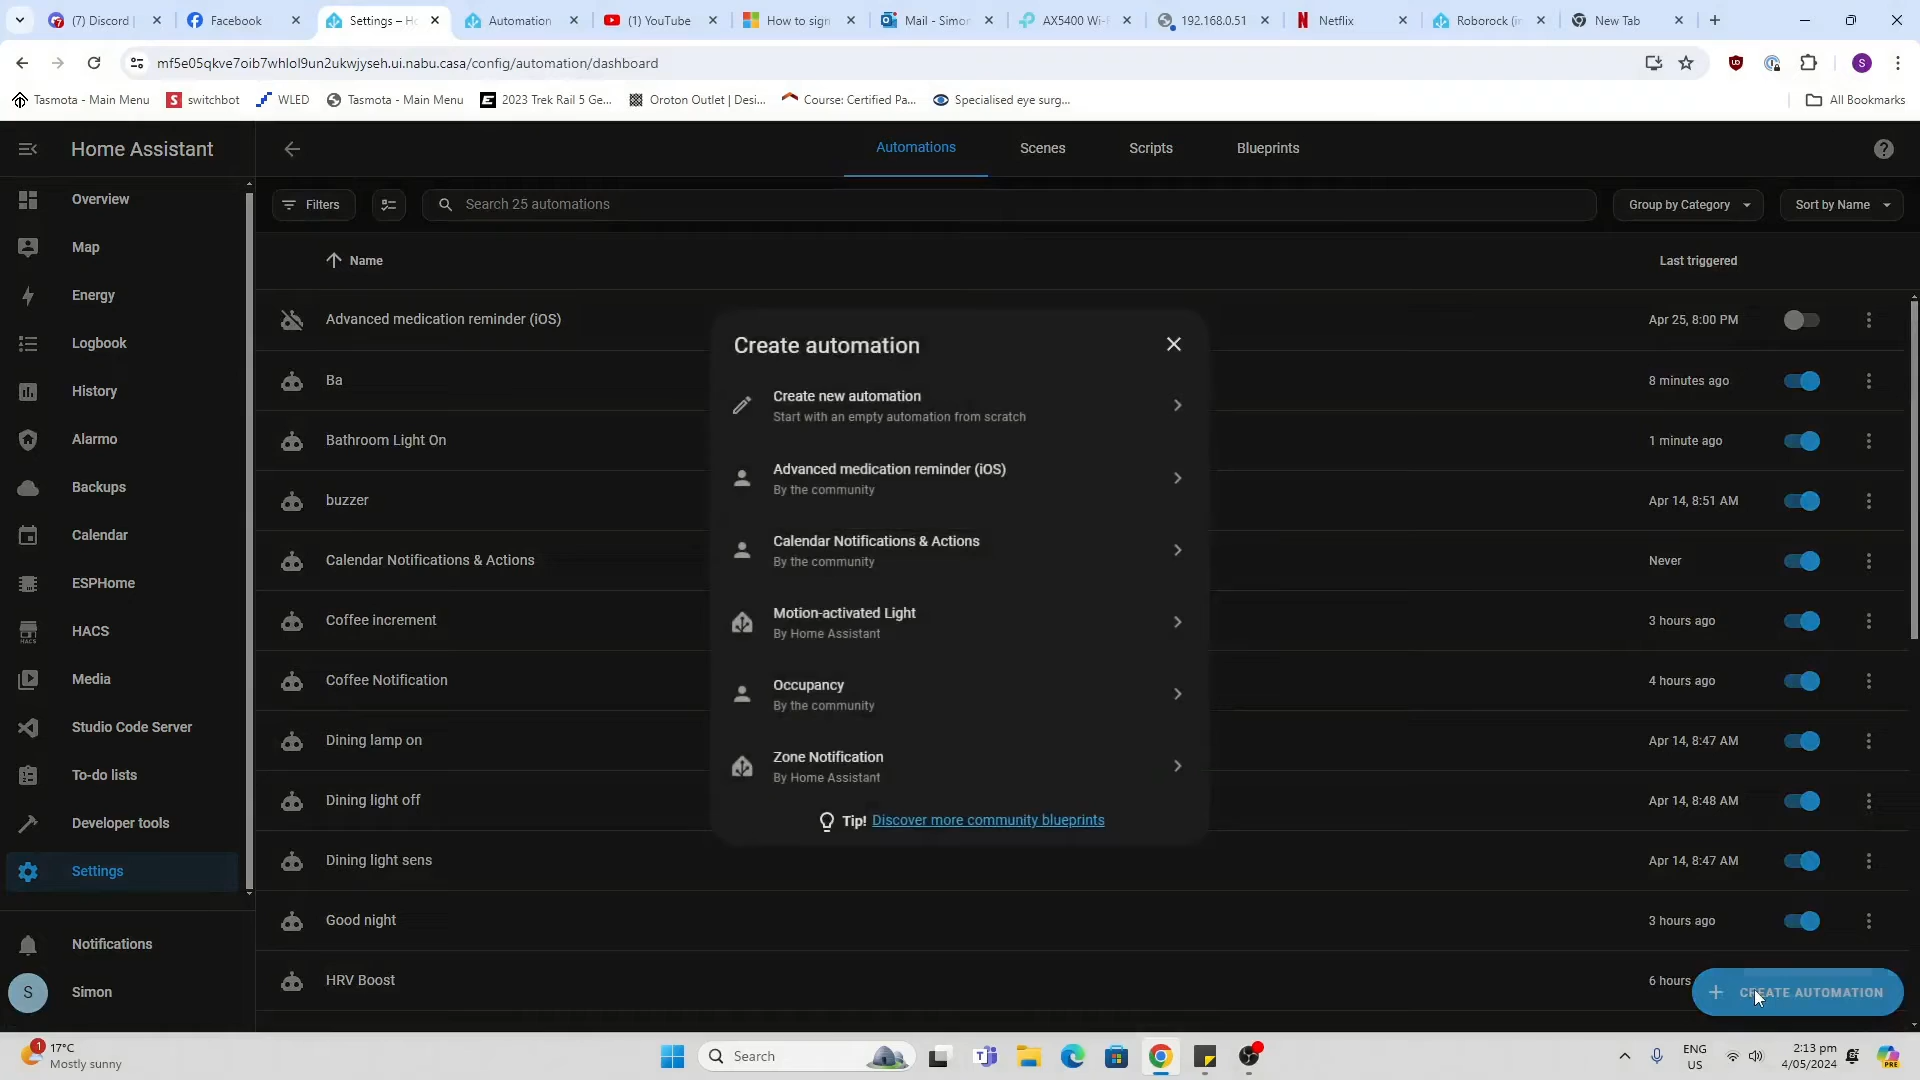 (7) Discord |
Facebook
Settings – H
Automation
(1) YouTube
How to sign
Mail - Simo
AX5400 Wi-F
192.168.0.51
Netflix
Roborock (i
New Tab
mf5e05qkve7oib7whlol9un2ukwjyseh.ui.nabu.casa/config/automation/dashboard
S
Tasmota - Main Menu
switchbot
WLED
Tasmota - Main Menu
2023 Trek Rail 5 Ge...
Oroton Outlet | Desi...
Course: Certified Pa...
Specialised eye surg...
All Bookmarks
Home Assistant
Automations
Scenes
Scripts
Blueprints
Overview
Map
Energy
Logbook
History
Alarmo
Backups
Calendar
ESPHome
HACS
Media
Studio Code Server
To-do lists
Developer tools
Settings
Notifications
S
Simon
Filters
Search 25 automations
Group by Category
Sort by Name
Name
Last triggered
Advanced medication reminder (iOS)
Apr 25, 8:00 PM
Ba
8 minutes ago
Bathroom Light On
1 minute ago
buzzer
Apr 14, 8:51 AM
Calendar Notifications & Actions
Never
Coffee increment
3 hours ago
Coffee Notification
4 hours ago
Dining lamp on
Apr 14, 8:47 AM
Dining light off
Apr 14, 8:48 AM
Dining light sens
Apr 14, 8:47 AM
Good night
3 hours ago
HRV Boost
6 hours
CREATE AUTOMATION
Create automation
Create new automation
Start with an empty automation from scratch
Advanced medication reminder (iOS)
By the community
Calendar Notifications & Actions
By the community
Motion-activated Light
By Home Assistant
Occupancy
By the community
Zone Notification
By Home Assistant
Tip! Discover more community blueprints
1
17°C
Mostly sunny
Search
ENG
US
2:13 pm
4/05/2024
PRE